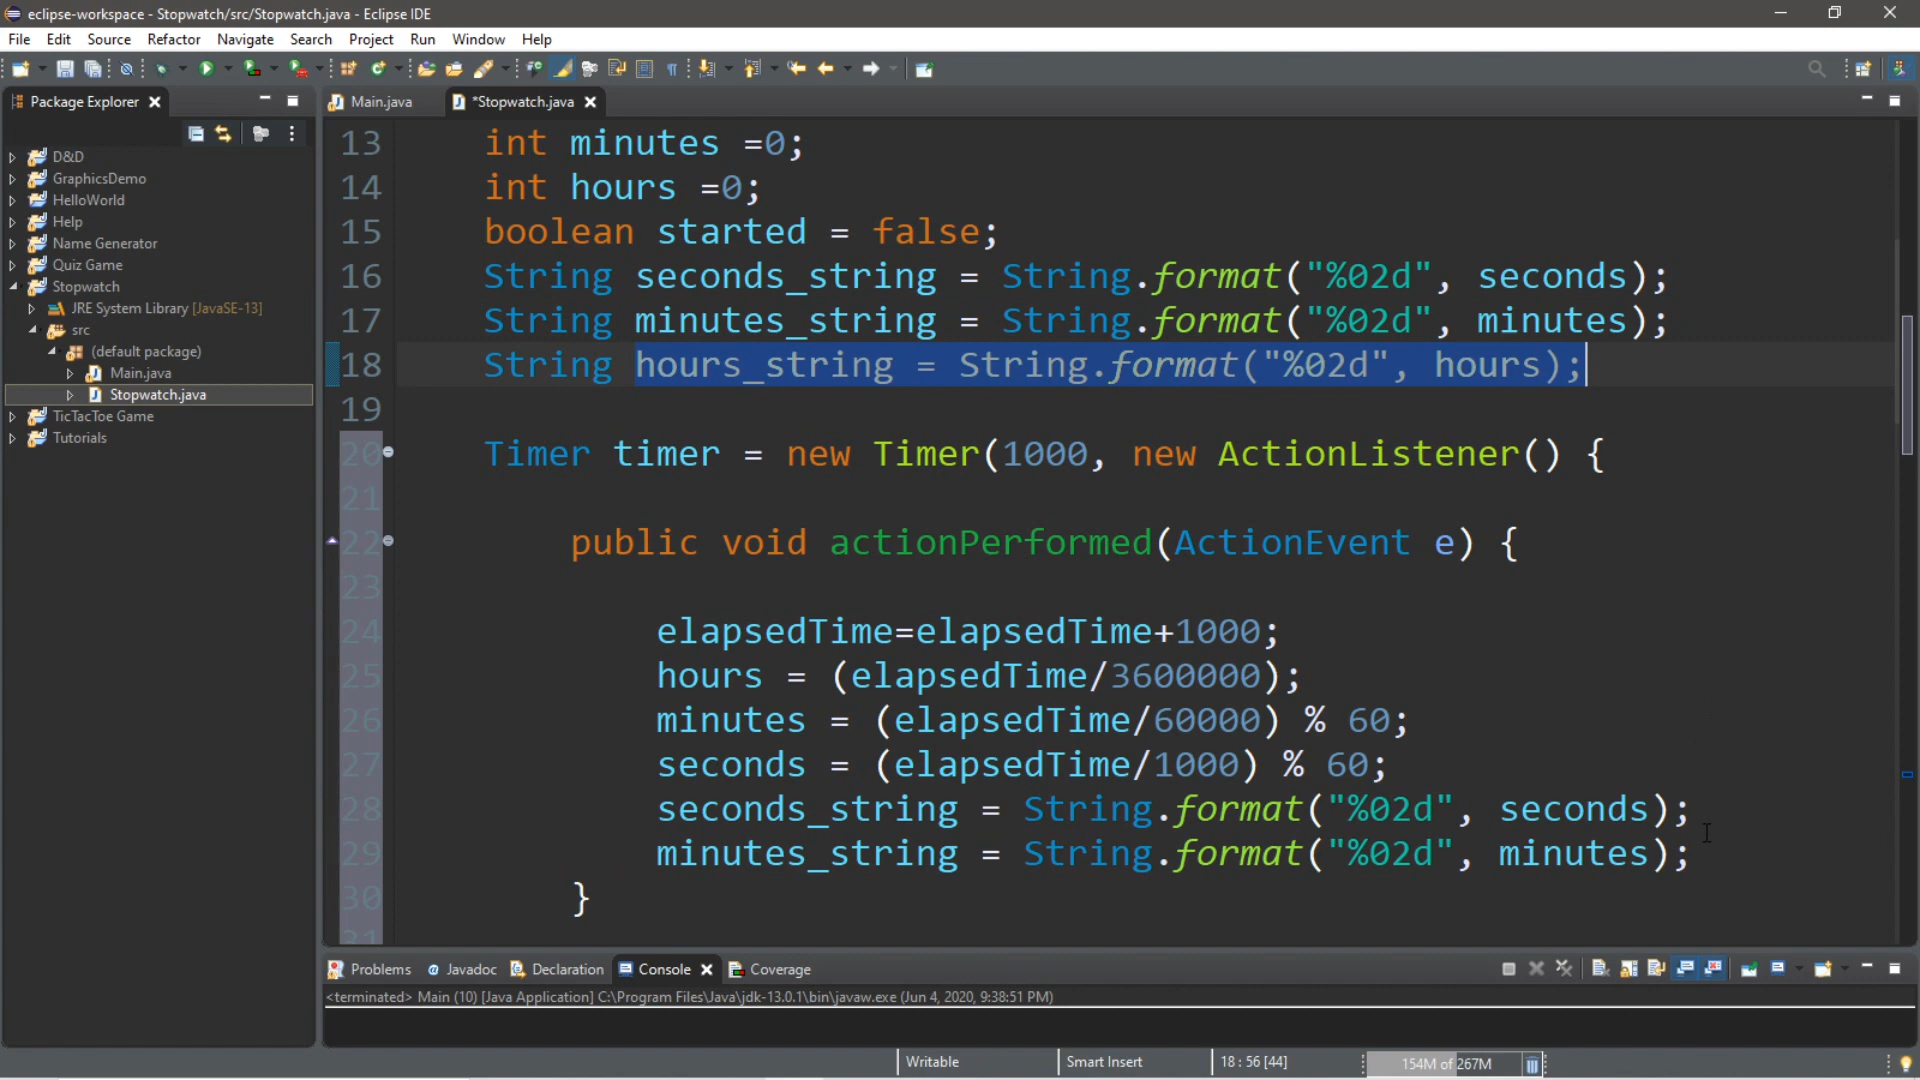 eclipse-workspace - Stopwatch/src/Stopwatch.java - Eclipse IDE
File Edit Source Refactor Navigate Search Project Run Window Help
Package Explorer
Main.java *Stopwatch.java
D&D
GraphicsDemo
HelloWorld
Help
Name Generator
Quiz Game
Stopwatch
JRE System Library [JavaSE-13]
src
(default package)
Main.java
Stopwatch.java
TicTacToe Game
Tutorials
13 int minutes =0;
14 int hours =0;
15 boolean started = false;
16 String seconds_string = String.format("%02d", seconds);
17 String minutes_string = String.format("%02d", minutes);
18 String hours_string = String.format("%02d", hours);
19
20 Timer timer = new Timer(1000, new ActionListener() {
21
22 public void actionPerformed(ActionEvent e) {
23
24 elapsedTime=elapsedTime+1000;
25 hours = (elapsedTime/3600000);
26 minutes = (elapsedTime/60000) % 60;
27 seconds = (elapsedTime/1000) % 60;
28 seconds_string = String.format("%02d", seconds);
29 minutes_string = String.format("%02d", minutes);
30 }
31
Problems @ Javadoc Declaration Console Coverage
<terminated> Main (10) [Java Application] C:\Program Files\Java\jdk-13.0.1\bin\javaw.exe (Jun 4, 2020, 9:38:51 PM)
Writable Smart Insert 18 : 56 [44] 154M of 267M